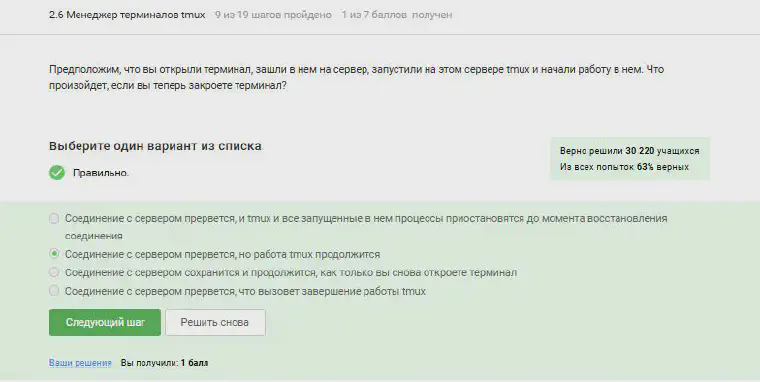 2.6 Менеджер терминалов tmux 9 из 19 шагов пройдено 1 из 7 баллов получен
Предположим, что вы открыли терминал, зашли в нем на сервер, запустили на этом сервере tmux и начали работу в нем. Что
произойдет, если вы теперь закроете терминал?
Выберите один вариант из списка
Верно решили 30 220 учащихся
Из всех попыток 63% верных
Правильно.
Соединение с сервером прервется, и tmux и все запущенные в нем процессы приостановятся до момента восстановления
соединения
Соединение с сервером прервется, но работа tmux продолжится
Соединение с сервером сохранится и продолжится, как только вы снова откроете терминал
Соединение с сервером прервется, что вызовет завершение работы tmux
Следующий шаг Решить снова
Ваши решения Вы получили: 1 балл